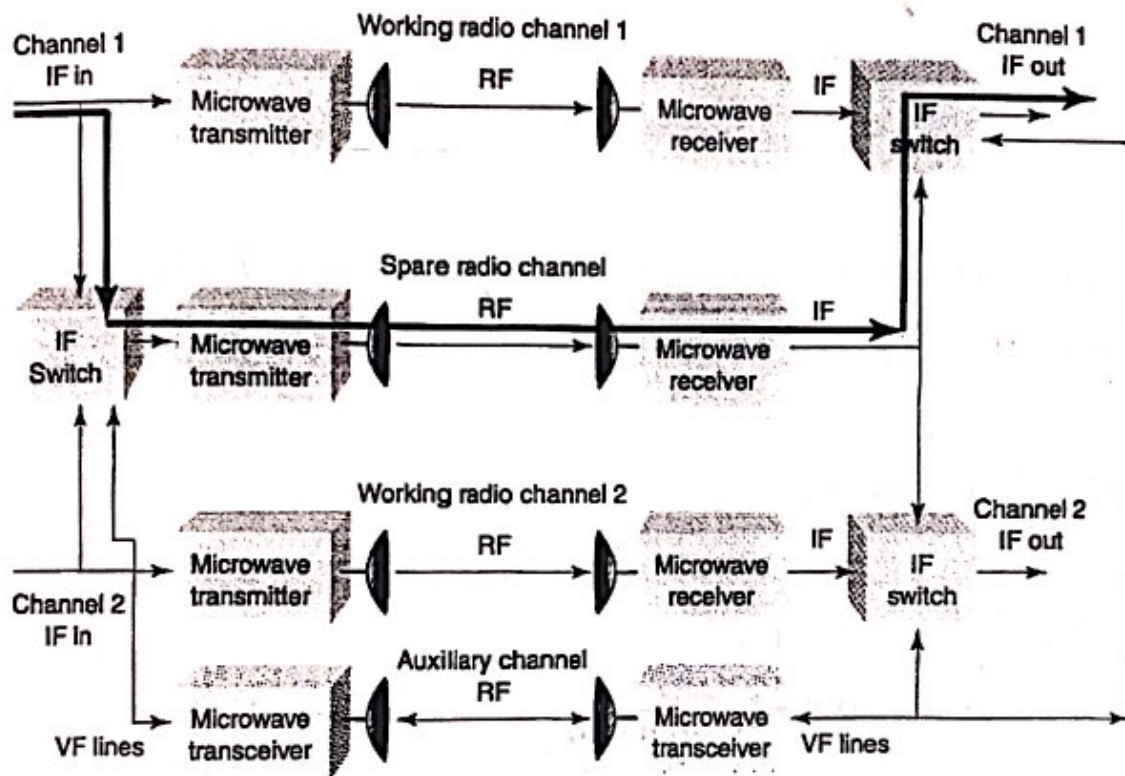 Channel 1
IF in
Working radio channel 1
Channel 1
IF out
Microwave
transmitter
RF
Microwave
receiver
IF
IF
switch
Spare radio channel
IF
Switch
Microwave
transmitter
RF
Microwave
receiver
IF
Working radio channel 2
Channel 2
IF out
Channel 2
IF in
Microwave
transmitter
RF
Microwave
receiver
IF
IF
switch
Auxiliary channel
VF lines
Microwave
transceiver
RF
Microwave
transceiver
VF lines